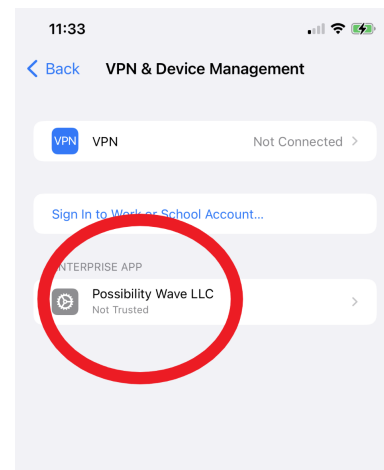 11:33
Back VPN & Device Management
VPN VPN Not Connected
Sign In to Work or School Account...
ENTERPRISE APP
Possibility Wave LLC
Not Trusted